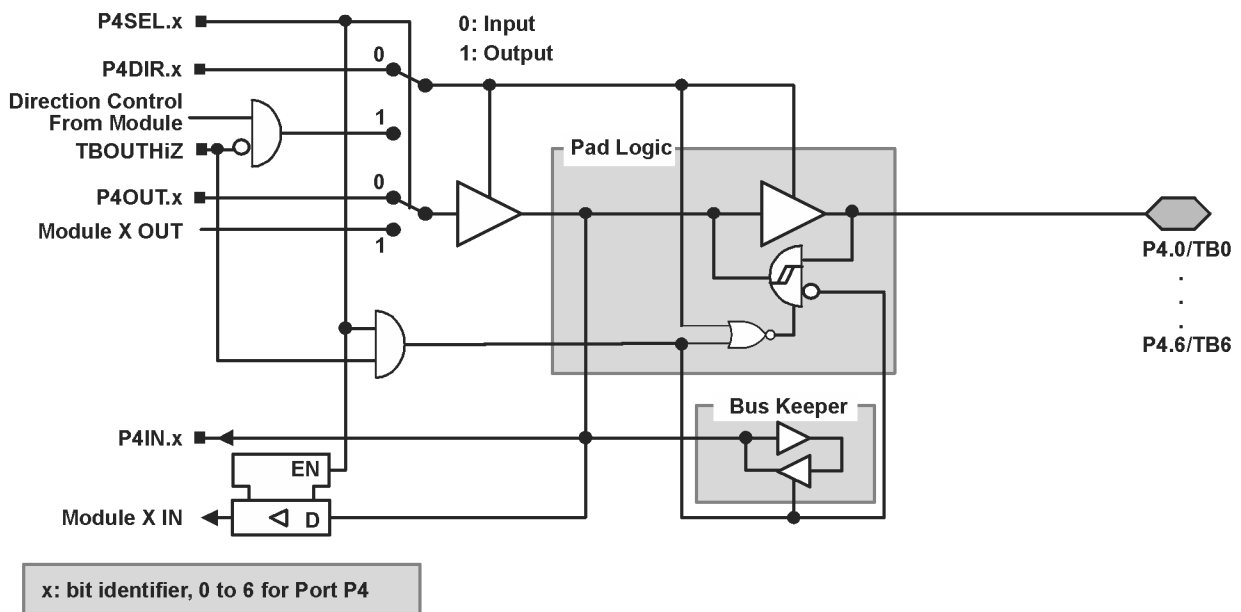 P4SEL.x
0: Input
1: Output
P4DIR.x
0
Direction Control
From Module
1
TBOUTHiZ
Pad Logic
P4OUT.x
0
Module X OUT
1
P4.0/TB0
.
.
.
P4.6/TB6
Bus Keeper
P4IN.x
EN
Module X IN
D
x: bit identifier, 0 to 6 for Port P4